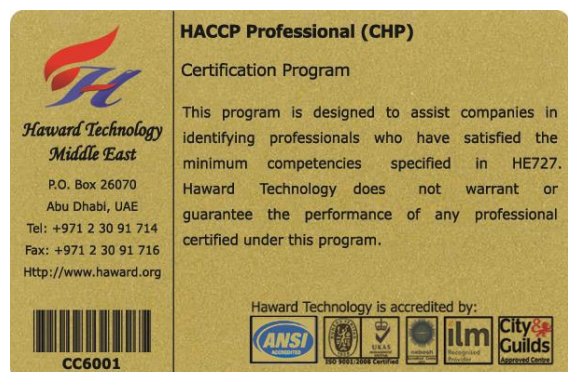 Haward Technology
Middle East
P.O. Box 26070
Abu Dhabi, UAE
Tel: +971 2 30 91 714
Fax: +971 2 30 91 716
Http://www.haward.org
CC6001
HACCP Professional (CHP)
Certification Program
This program is designed to assist companies in
identifying professionals who have satisfied the
minimum competencies specified in HE727.
Haward Technology does not warrant or
guarantee the performance of any professional
certified under this program.
Haward Technology is accredited by:
ANSI
ACCREDITED
ISO 9001:2008 Certified
UKAS
ilm
Recognised
Provider
City&
Guilds
Approved Centre